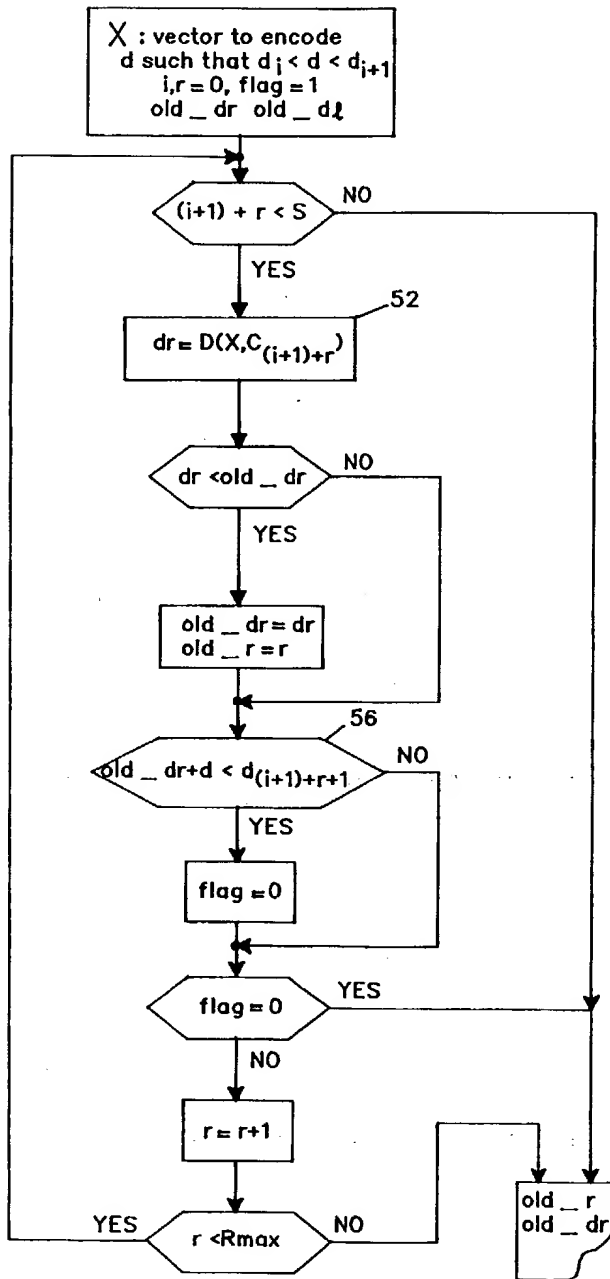 X : vector to encode
d such that d_i < d < d_{i+1}
i,r = 0, flag = 1
old _ dr old _ dℓ
(i+1) + r < S
NO
YES
52
dr = D(X,C_{(i+1)+r})
dr < old _ dr
NO
YES
old _ dr = dr
old _ r = r
56
old _ dr+d < d_{(i+1)+r+1}
NO
YES
flag = 0
flag = 0
YES
NO
r = r+1
YES
r < Rmax
NO
old _ r
old _ dr